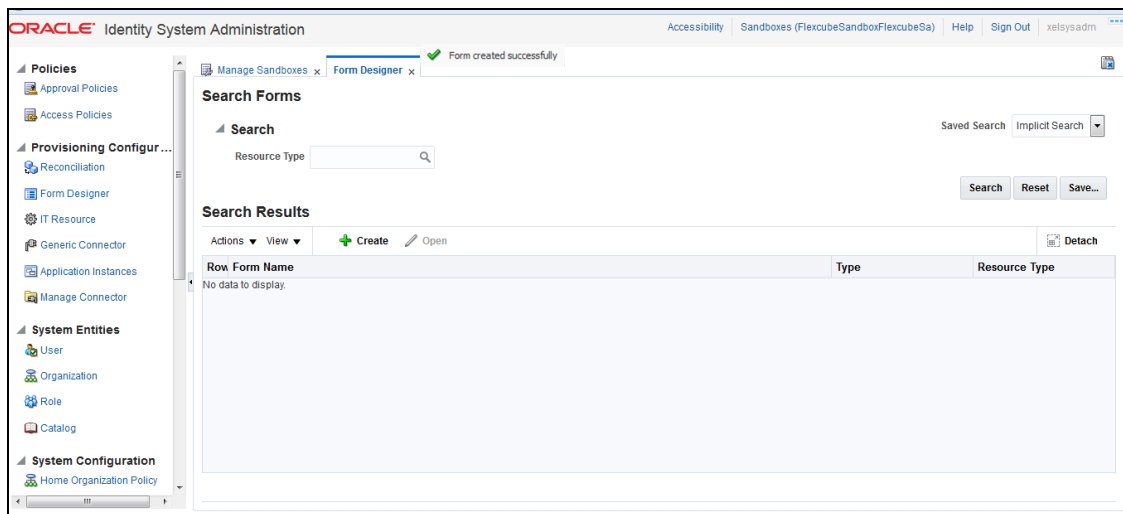 ORACLE® Identity System Administration
Accessibility Sandboxes (FlexcubeSandboxFlexcubeSa) Help Sign Out xelsysadm
Form created successfully
Manage Sandboxes x Form Designer x
Policies
Approval Policies
Access Policies
Provisioning Configur...
Reconciliation
Form Designer
IT Resource
Generic Connector
Application Instances
Manage Connector
System Entities
User
Organization
Role
Catalog
System Configuration
Home Organization Policy
Search Forms
Search
Saved Search Implicit Search
Resource Type
Search Reset Save...
Search Results
Actions View Create Open Detach
Row Form Name Type Resource Type
No data to display.